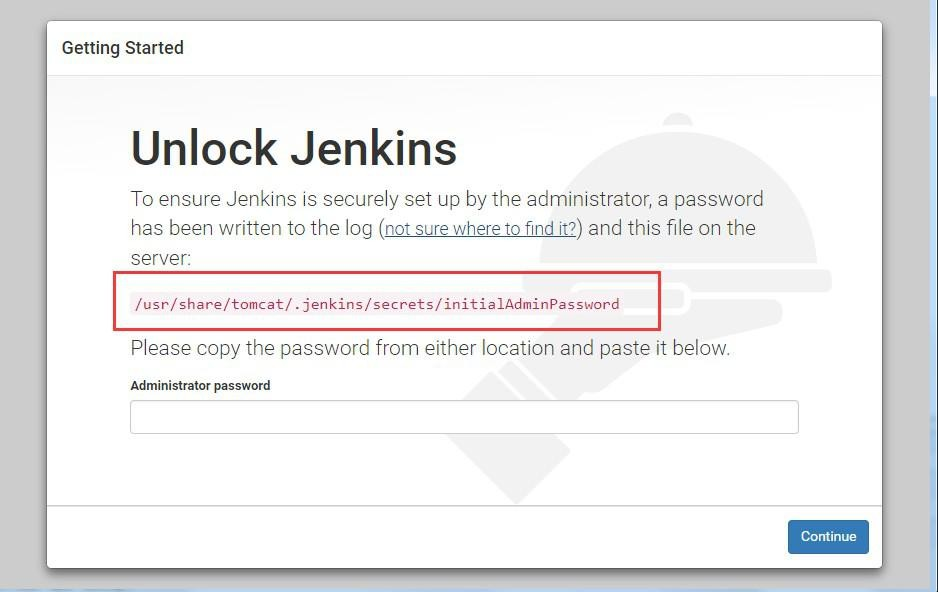 Getting Started
Unlock Jenkins
To ensure Jenkins is securely set up by the administrator, a password
has been written to the log (not sure where to find it?) and this file on the
server:
/usr/share/tomcat/.jenkins/secrets/initialAdminPassword
Please copy the password from either location and paste it below.
Administrator password
Continue